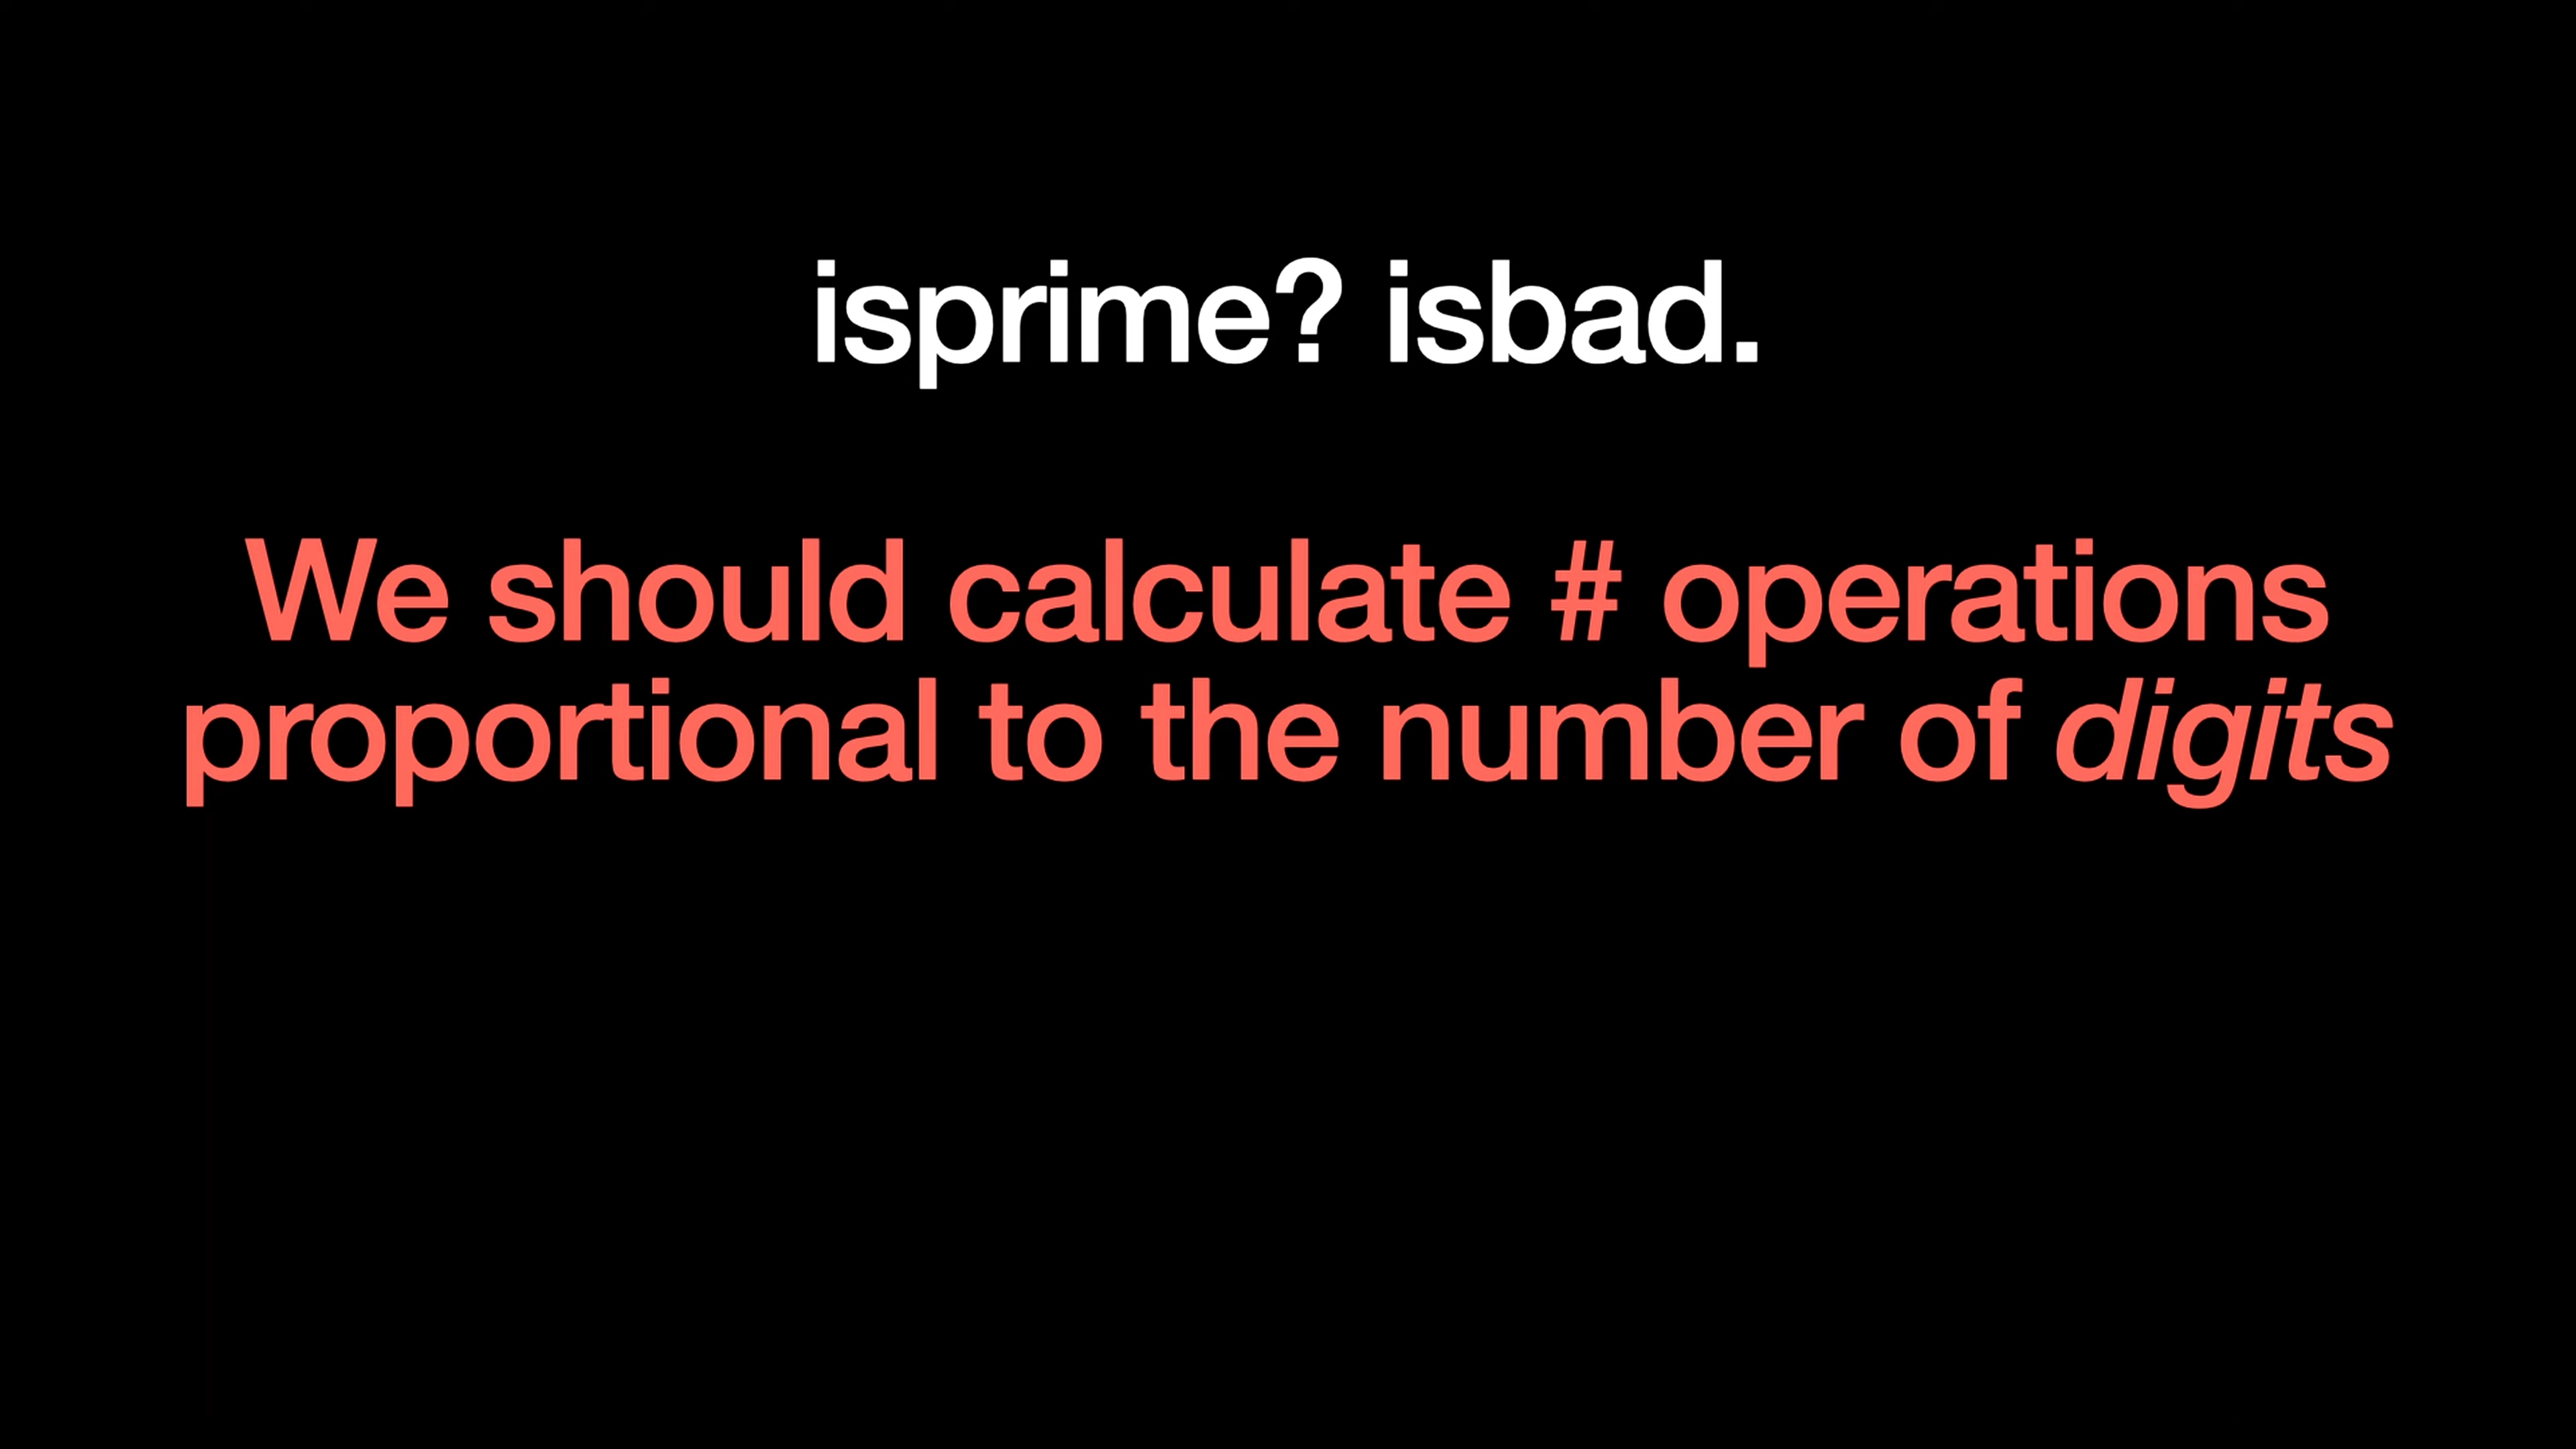 isprime? isbad.
We should calculate # operations
proportional to the number of digits